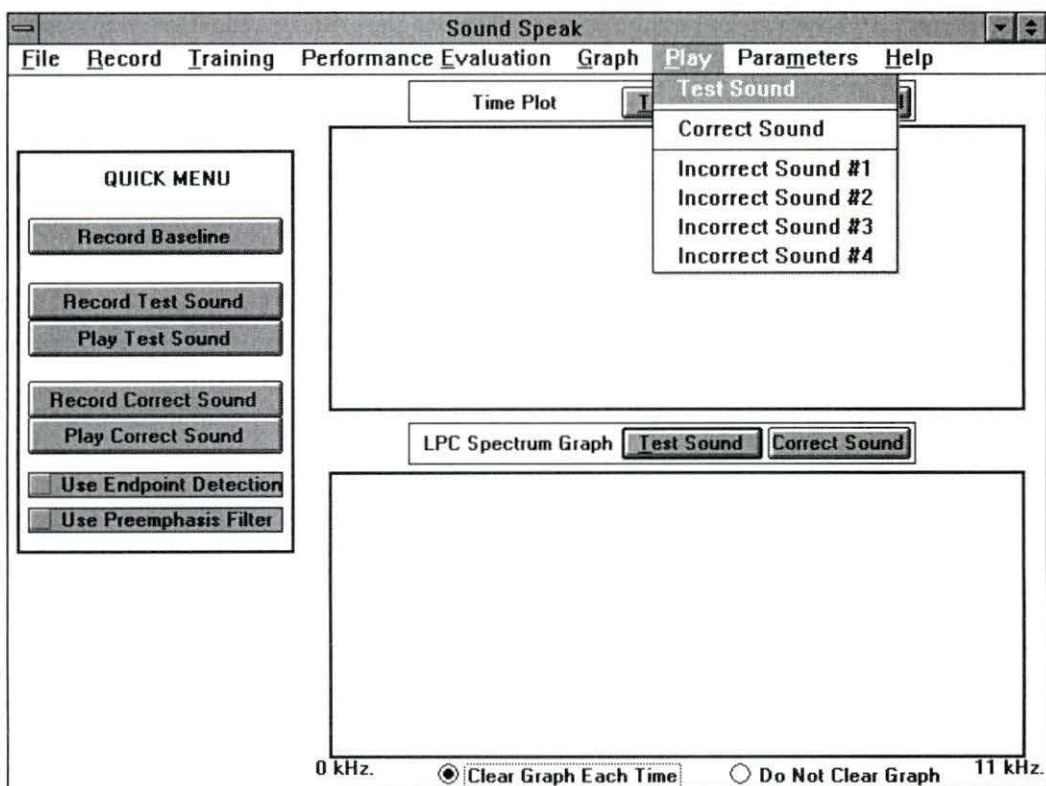 Sound Speak
File Record Training Performance Evaluation Graph Play Parameters Help
Test Sound
Correct Sound
Incorrect Sound #1
Incorrect Sound #2
Incorrect Sound #3
Incorrect Sound #4
Time Plot
QUICK MENU
Record Baseline
Record Test Sound
Play Test Sound
Record Correct Sound
Play Correct Sound
Use Endpoint Detection
Use Preemphasis Filter
LPC Spectrum Graph Test Sound Correct Sound
0 kHz. Clear Graph Each Time Do Not Clear Graph 11 kHz.